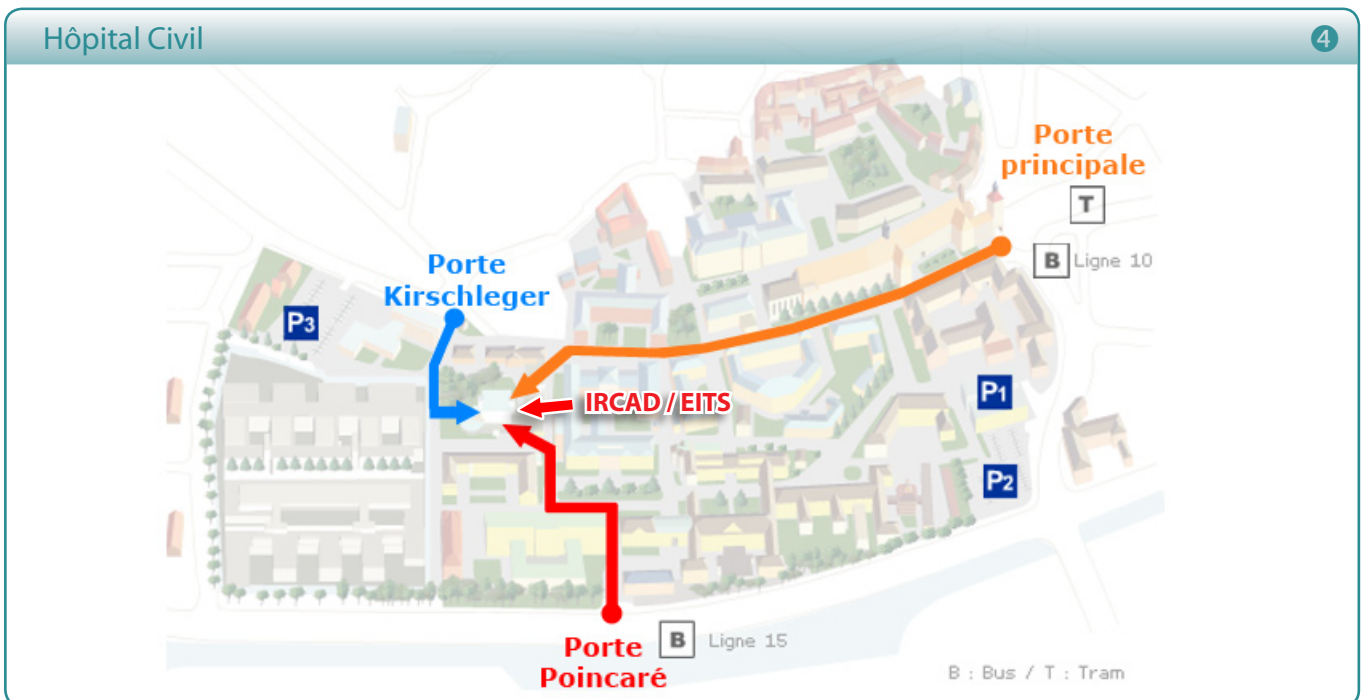 Hôpital Civil
4
Porte
principale
T
B Ligne 10
Porte
Kirschleger
P3
IRCAD / EITS
P1
P2
Porte
Poincaré
B Ligne 15
B : Bus / T : Tram